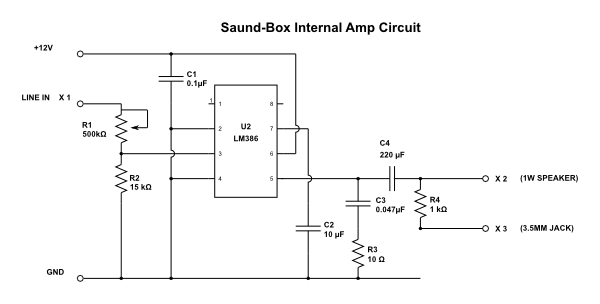 Saund-Box Internal Amp Circuit
+12V
C1
0.1µF
LINE IN X 1
R1
500kΩ
R2
15 kΩ
1
1
2
3
4
U2
LM386
8
7
6
5
C4
220 µF
X 2 (1W SPEAKER)
C3
0.047µF
R4
1 kΩ
C2
10 µF
X 3 (3.5MM JACK)
R3
10 Ω
GND